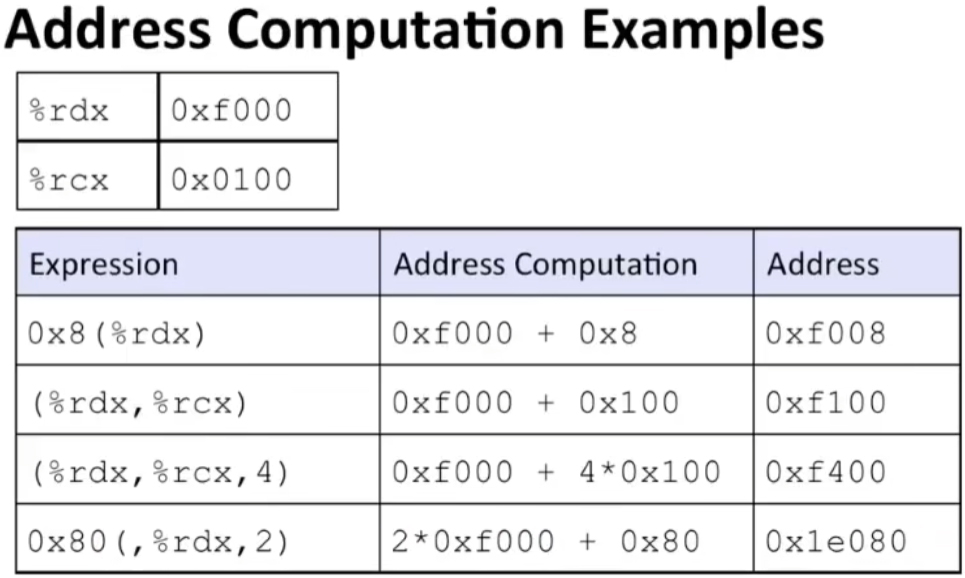 Address Computation Examples
%rdx 0xf000
%rcx 0x0100
Expression Address Computation Address
0x8(%rdx) 0xf000 + 0x8 0xf008
(%rdx,%rcx) 0xf000 + 0x100 0xf100
(%rdx,%rcx,4) 0xf000 + 4*0x100 0xf400
0x80(,%rdx,2) 2*0xf000 + 0x80 0x1e080